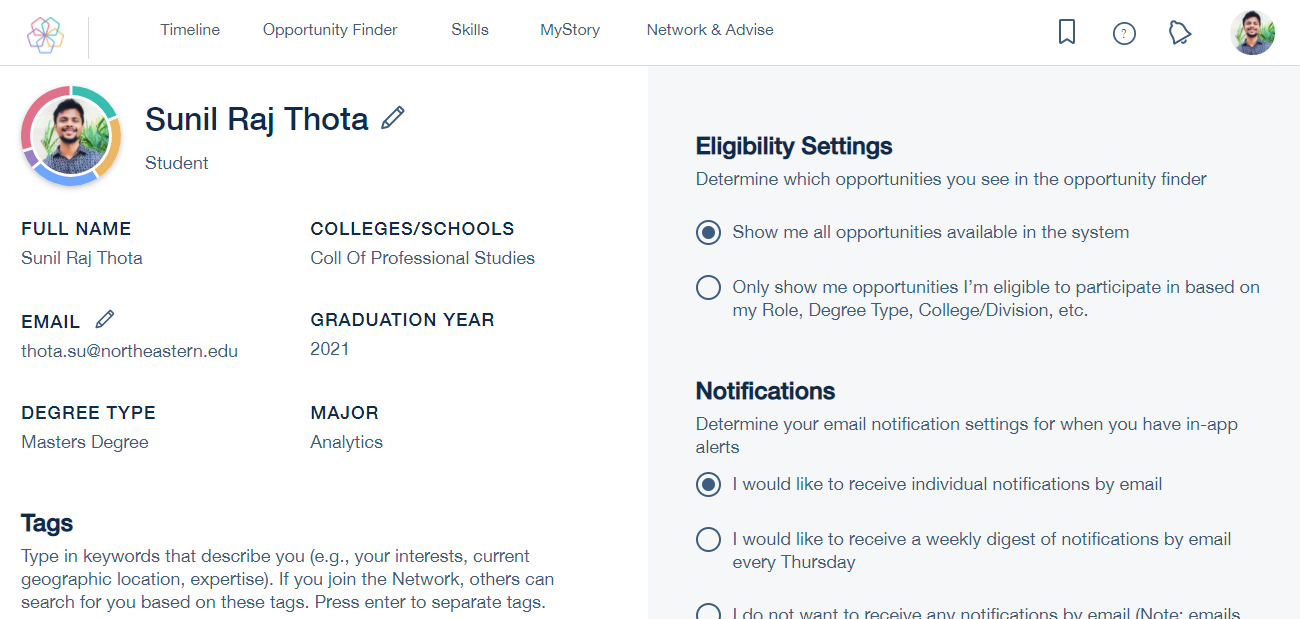 Timeline
Opportunity Finder
Skills
MyStory
Network & Advise
?
Sunil Raj Thota
Student
FULL NAME
Sunil Raj Thota
COLLEGES/SCHOOLS
Coll Of Professional Studies
EMAIL
thota.su@northeastern.edu
GRADUATION YEAR
2021
DEGREE TYPE
Masters Degree
MAJOR
Analytics
Tags
Type in keywords that describe you (e.g., your interests, current
geographic location, expertise). If you join the Network, others can
search for you based on these tags. Press enter to separate tags.
Eligibility Settings
Determine which opportunities you see in the opportunity finder
Show me all opportunities available in the system
Only show me opportunities I’m eligible to participate in based on
my Role, Degree Type, College/Division, etc.
Notifications
Determine your email notification settings for when you have in-app
alerts
I would like to receive individual notifications by email
I would like to receive a weekly digest of notifications by email
every Thursday
I do not want to receive any notifications by email (Note: emails